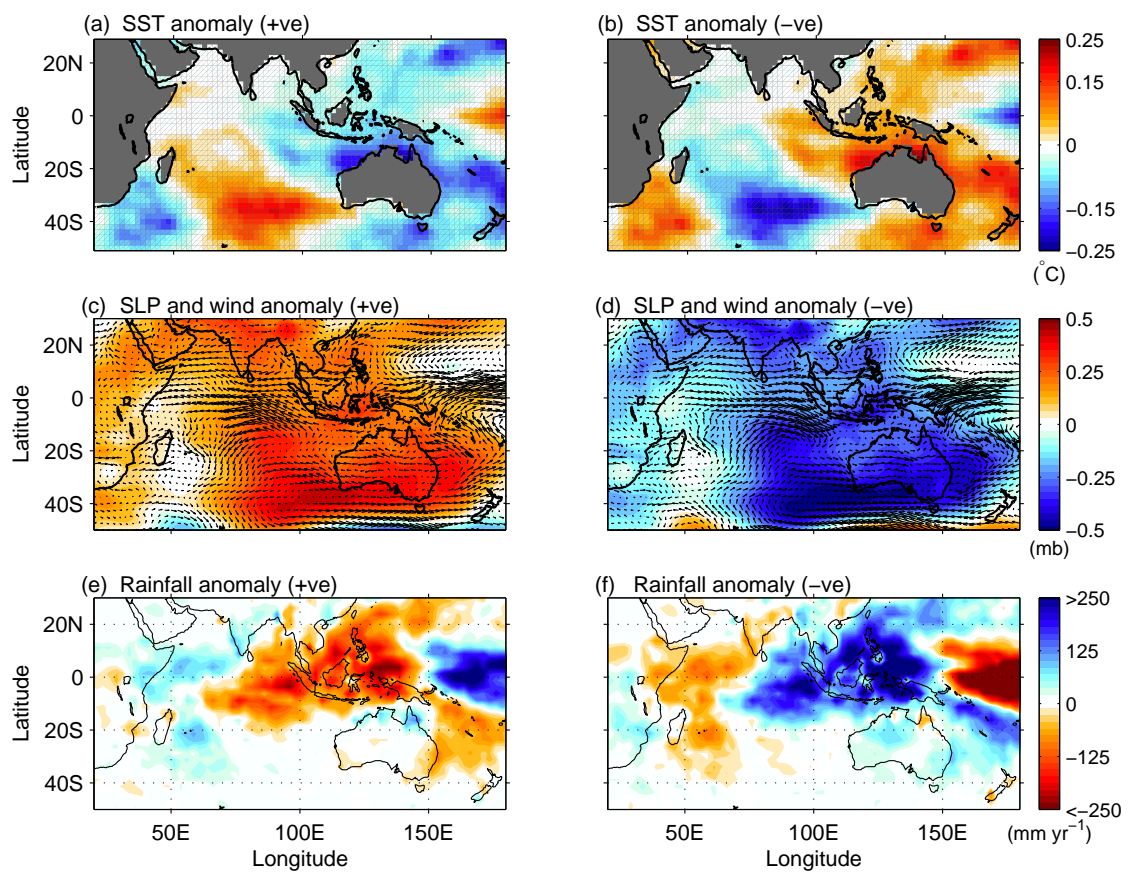 (a) SST anomaly (+ve)
(b) SST anomaly (−ve)
20N
0
20S
40S
Latitude
0.25
0.15
0
−0.15
−0.25
(°C)
(c) SLP and wind anomaly (+ve)
(d) SLP and wind anomaly (−ve)
20N
0
20S
40S
Latitude
0.5
0.25
0
−0.25
−0.5
(mb)
(e) Rainfall anomaly (+ve)
(f) Rainfall anomaly (−ve)
20N
0
20S
40S
Latitude
>250
125
0
−125
<−250
(mm yr−1)
50E 100E 150E
50E 100E 150E
Longitude
Longitude